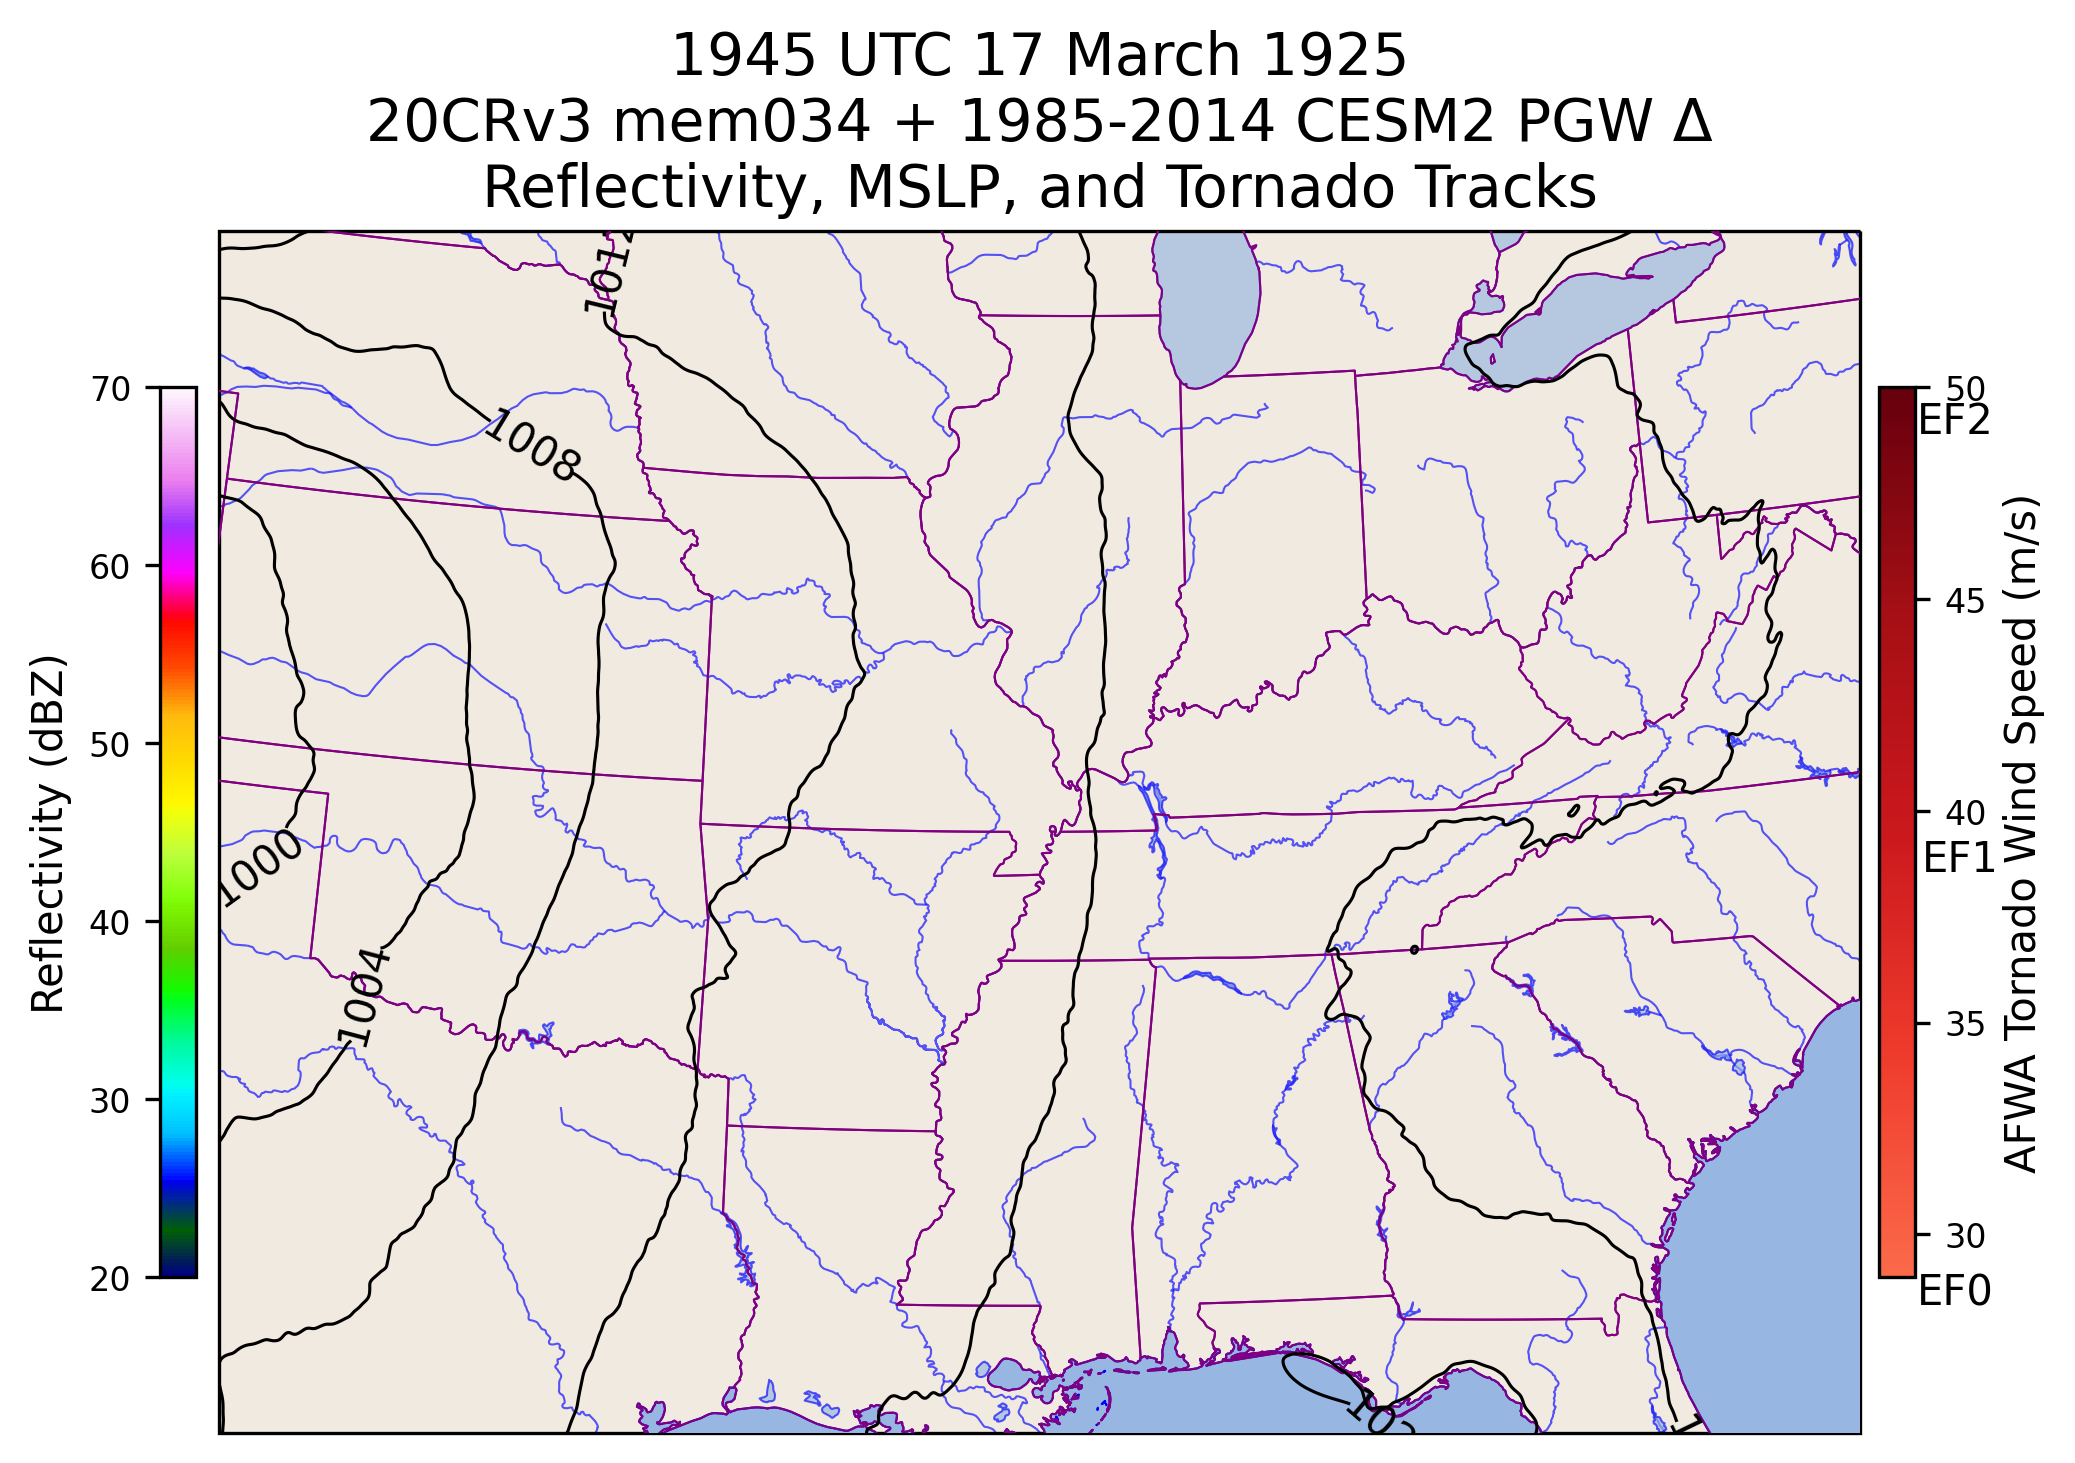 1945 UTC 17 March 1925
20CRv3 mem034 + 1985-2014 CESM2 PGW Δ
Reflectivity, MSLP, and Tornado Tracks
70
60
50
40
30
20
Reflectivity (dBZ)
1012
1008
1000
1004
50
EF2
45
40
EF1
35
30
EF0
AFWA Tornado Wind Speed (m/s)